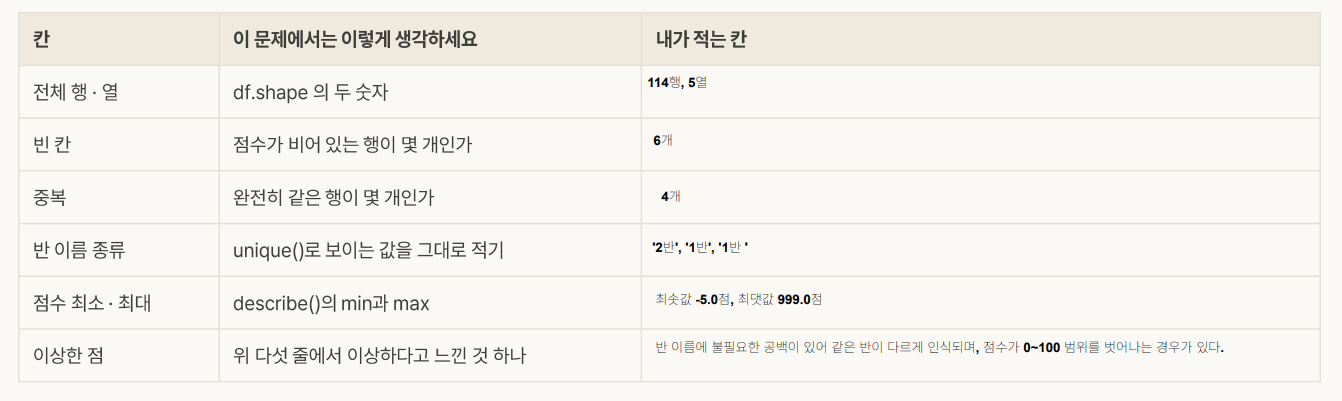 칸 이 문제에서는 이렇게 생각하세요 내가 적는 칸
전체 행 · 열 df.shape 의 두 숫자 114행, 5열
빈 칸 점수가 비어 있는 행이 몇 개인가 6개
중복 완전히 같은 행이 몇 개인가 4개
반 이름 종류 unique()로 보이는 값을 그대로 적기 '2반', '1반', '1반 '
점수 최소 · 최대 describe()의 min과 max 최솟값 -5.0점, 최댓값 999.0점
이상한 점 위 다섯 줄에서 이상하다고 느낀 것 하나 반 이름에 불필요한 공백이 있어 같은 반이 다르게 인식되며, 점수가 0~100 범위를 벗어나는 경우가 있다.